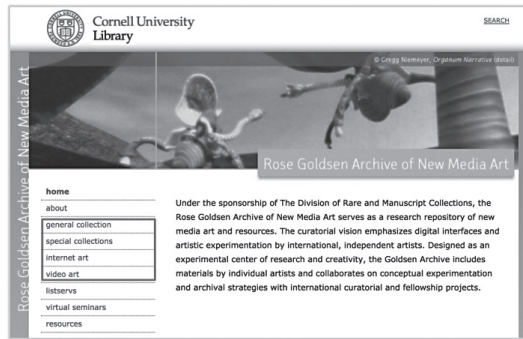 Cornell University
Library
SEARCH
© Gregg Niemeyer, Organum Narrative (detail)
Rose Goldsen Archive of New Media Art
Rose Goldsen Archive of New Media Art
home
about
general collection
special collections
internet art
video art
listservs
virtual seminars
resources
Under the sponsorship of The Division of Rare and Manuscript Collections, the
Rose Goldsen Archive of New Media Art serves as a research repository of new
media art and resources. The curatorial vision emphasizes digital interfaces and
artistic experimentation by international, independent artists. Designed as an
experimental center of research and creativity, the Goldsen Archive includes
materials by individual artists and collaborates on conceptual experimentation
and archival strategies with international curatorial and fellowship projects.